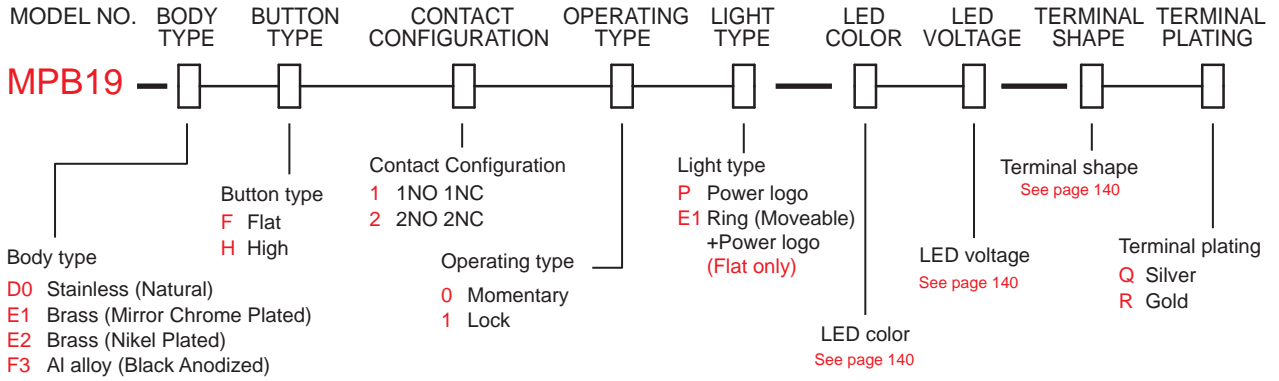 MODEL NO. BODY TYPE BUTTON TYPE CONTACT CONFIGURATION OPERATING TYPE LIGHT TYPE LED COLOR LED VOLTAGE TERMINAL SHAPE TERMINAL PLATING
MPB19
Body type
D0 Stainless (Natural)
E1 Brass (Mirror Chrome Plated)
E2 Brass (Nikel Plated)
F3 Al alloy (Black Anodized)
Button type
F Flat
H High
Contact Configuration
1 1NO 1NC
2 2NO 2NC
Operating type
0 Momentary
1 Lock
Light type
P Power logo
E1 Ring (Moveable)
+Power logo
(Flat only)
LED color
See page 140
LED voltage
See page 140
Terminal shape
See page 140
Terminal plating
Q Silver
R Gold